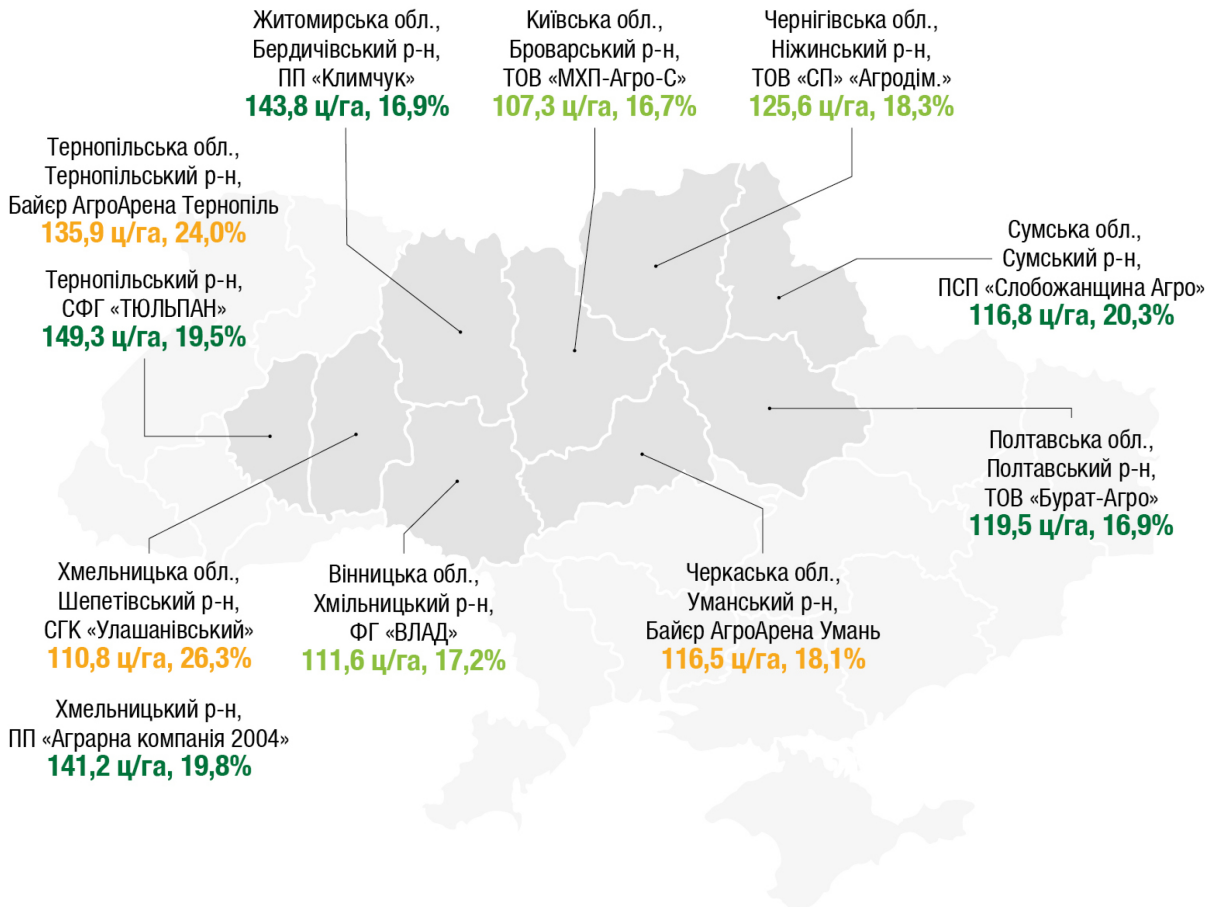 Житомирська обл.,
Бердичівський р-н,
ПП «Климчук»
143,8 ц/га, 16,9%
Київська обл.,
Броварський р-н,
ТОВ «МХП-Агро-С»
107,3 ц/га, 16,7%
Чернігівська обл.,
Ніжинський р-н,
ТОВ «СП» «Агродім.»
125,6 ц/га, 18,3%
Тернопільська обл.,
Тернопільський р-н,
Байєр АгроАрена Тернопіль
135,9 ц/га, 24,0%
Тернопільський р-н,
СФГ «ТЮЛЬПАН»
149,3 ц/га, 19,5%
Сумська обл.,
Сумський р-н,
ПСП «Слобожанщина Агро»
116,8 ц/га, 20,3%
Полтавська обл.,
Полтавський р-н,
ТОВ «Бурат-Агро»
119,5 ц/га, 16,9%
Хмельницька обл.,
Шепетівський р-н,
СГК «Улашанівський»
110,8 ц/га, 26,3%
Хмельницький р-н,
ПП «Аграрна компанія 2004»
141,2 ц/га, 19,8%
Вінницька обл.,
Хмільницький р-н,
ФГ «ВЛАД»
111,6 ц/га, 17,2%
Черкаська обл.,
Уманський р-н,
Байєр АгроАрена Умань
116,5 ц/га, 18,1%